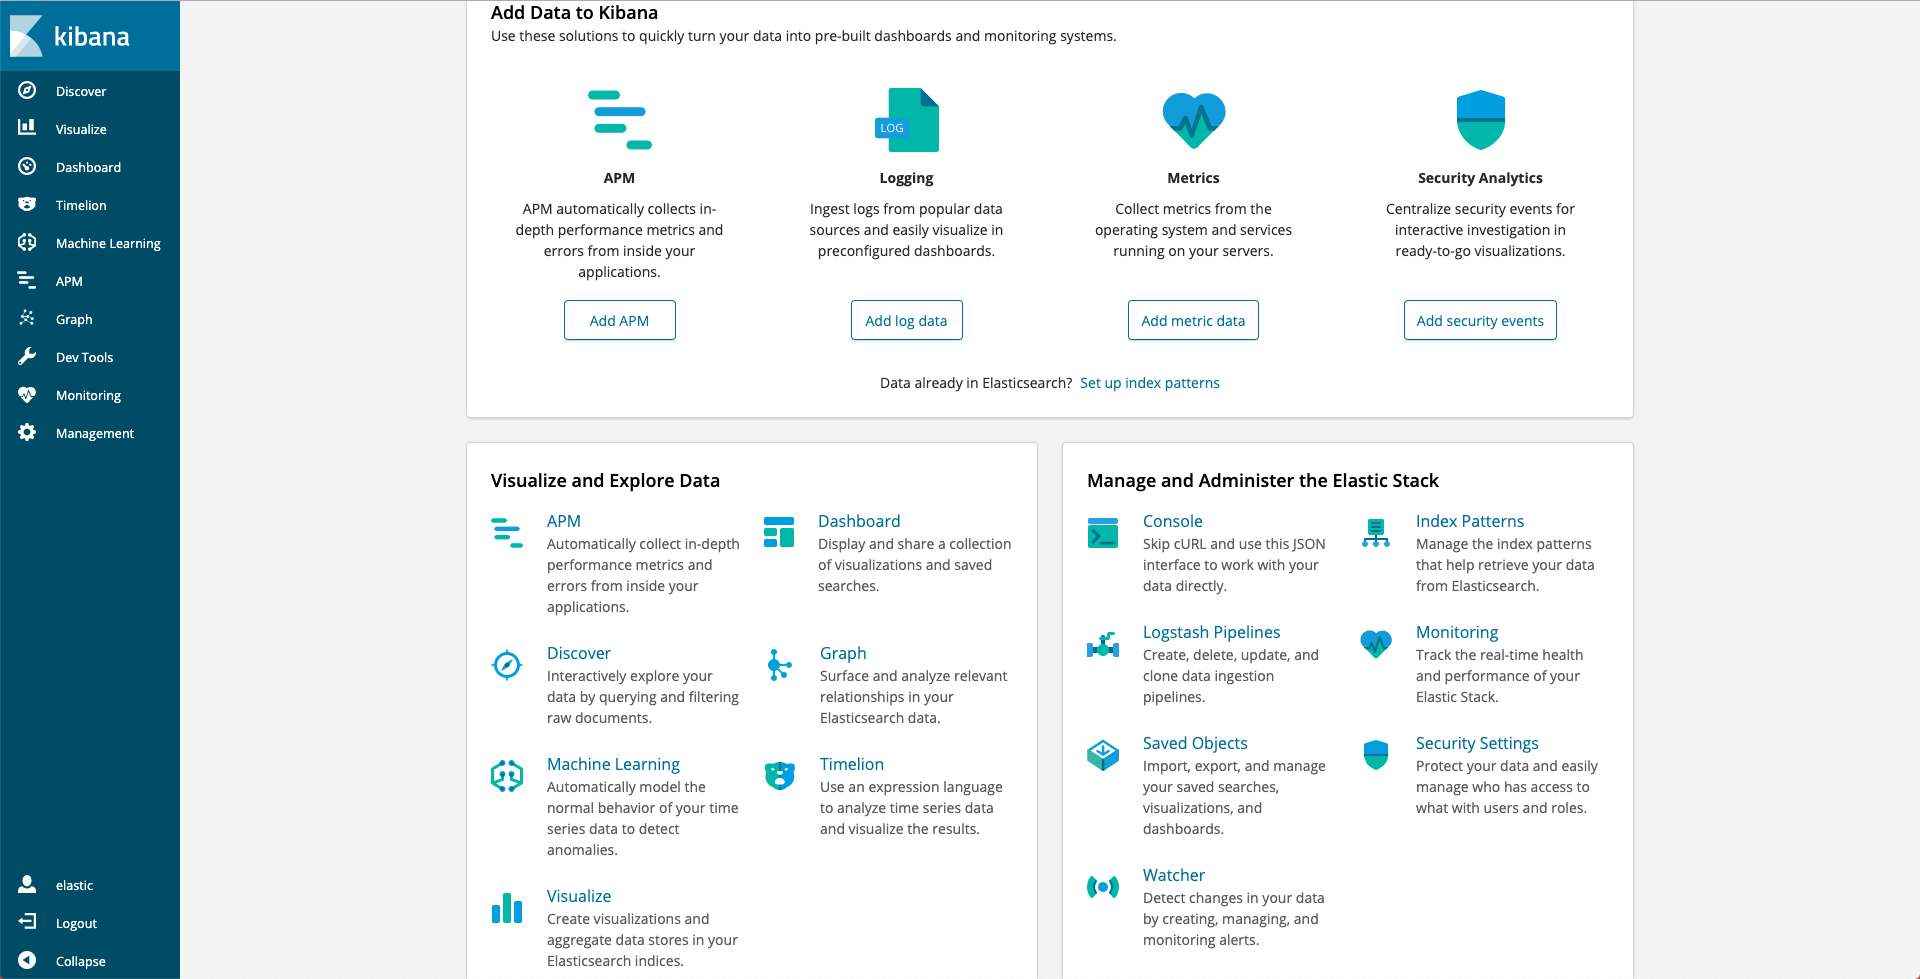 kibana
Discover
Visualize
Dashboard
Timelion
Machine Learning
APM
Graph
Dev Tools
Monitoring
Management
elastic
Logout
Collapse
Add Data to Kibana
Use these solutions to quickly turn your data into pre-built dashboards and monitoring systems.
APM
APM automatically collects in-
depth performance metrics and
errors from inside your
applications.
Add APM
LOG
Logging
Ingest logs from popular data
sources and easily visualize in
preconfigured dashboards.
Add log data
Metrics
Collect metrics from the
operating system and services
running on your servers.
Add metric data
Security Analytics
Centralize security events for
interactive investigation in
ready-to-go visualizations.
Add security events
Data already in Elasticsearch? Set up index patterns
Visualize and Explore Data
APM
Automatically collect in-depth
performance metrics and
errors from inside your
applications.
Dashboard
Display and share a collection
of visualizations and saved
searches.
Discover
Interactively explore your
data by querying and filtering
raw documents.
Graph
Surface and analyze relevant
relationships in your
Elasticsearch data.
Machine Learning
Automatically model the
normal behavior of your time
series data to detect
anomalies.
Timelion
Use an expression language
to analyze time series data
and visualize the results.
Visualize
Create visualizations and
aggregate data stores in your
Elasticsearch indices.
Manage and Administer the Elastic Stack
Console
Skip cURL and use this JSON
interface to work with your
data directly.
Index Patterns
Manage the index patterns
that help retrieve your data
from Elasticsearch.
Logstash Pipelines
Create, delete, update, and
clone data ingestion
pipelines.
Monitoring
Track the real-time health
and performance of your
Elastic Stack.
Saved Objects
Import, export, and manage
your saved searches,
visualizations, and
dashboards.
Security Settings
Protect your data and easily
manage who has access to
what with users and roles.
Watcher
Detect changes in your data
by creating, managing, and
monitoring alerts.